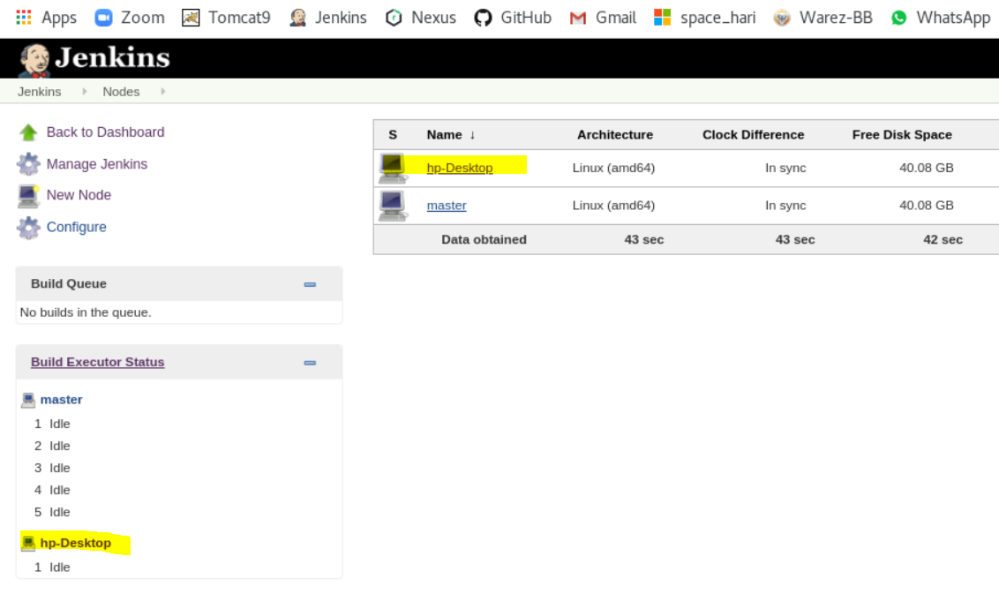 Apps Zoom Tomcat9 Jenkins Nexus GitHub Gmail space_hari Warez-BB WhatsApp
Jenkins
Jenkins Nodes
Back to Dashboard
Manage Jenkins
New Node
Configure
Build Queue
No builds in the queue.
Build Executor Status
master
1 Idle
2 Idle
3 Idle
4 Idle
5 Idle
hp-Desktop
1 Idle
S Name ↓ Architecture Clock Difference Free Disk Space
hp-Desktop Linux (amd64) In sync 40.08 GB
master Linux (amd64) In sync 40.08 GB
Data obtained 43 sec 43 sec 42 sec